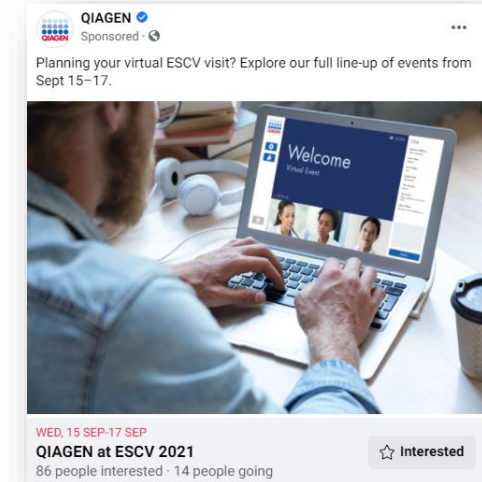 QIAGEN
Sponsored ·
QIAGEN
Planning your virtual ESCV visit? Explore our full line-up of events from
Sept 15–17.
Welcome
Virtual Event
WED, 15 SEP-17 SEP
QIAGEN at ESCV 2021
Interested
86 people interested · 14 people going